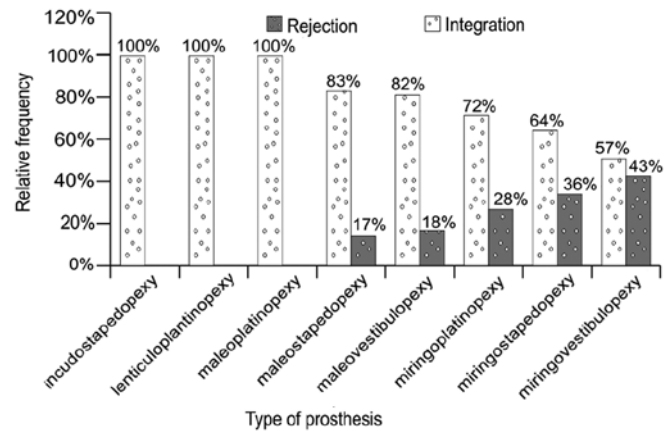 Rejection Integration
Relative frequency
120%
100%
80%
60%
40%
20%
0%
100% 100% 100% 83% 82% 72% 64% 57%
17% 18% 28% 36% 43%
incudostapedopexy
lenticuloplantinopexy
maleoplatinopexy
maleostapedopexy
maleovestibulopexy
miringoplatinopexy
miringostapedopexy
miringovestibulopexy
Type of prosthesis